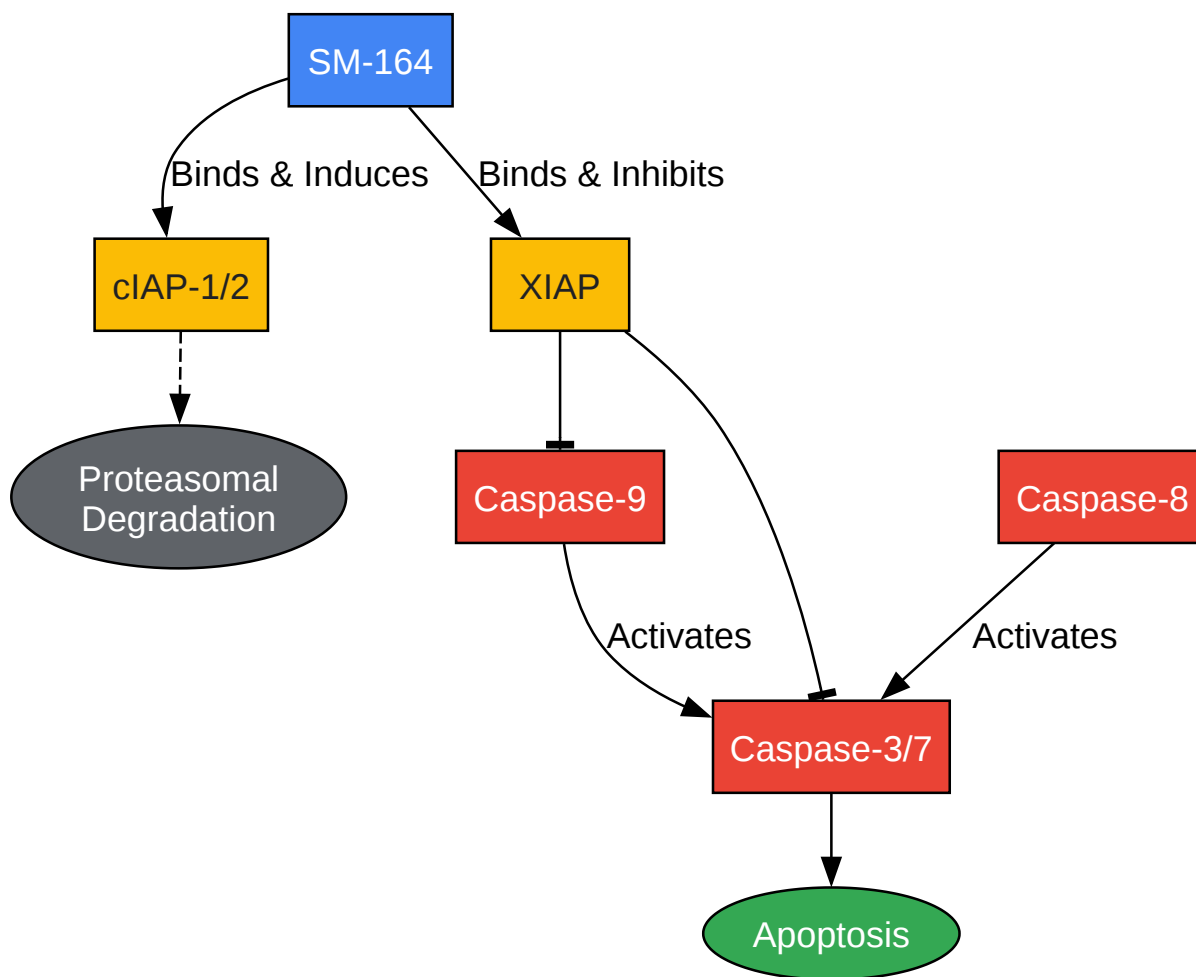 SM-164
Binds & Induces
Binds & Inhibits
cIAP-1/2
XIAP
Proteasomal
Degradation
Caspase-9
Caspase-8
Activates
Activates
Caspase-3/7
Apoptosis